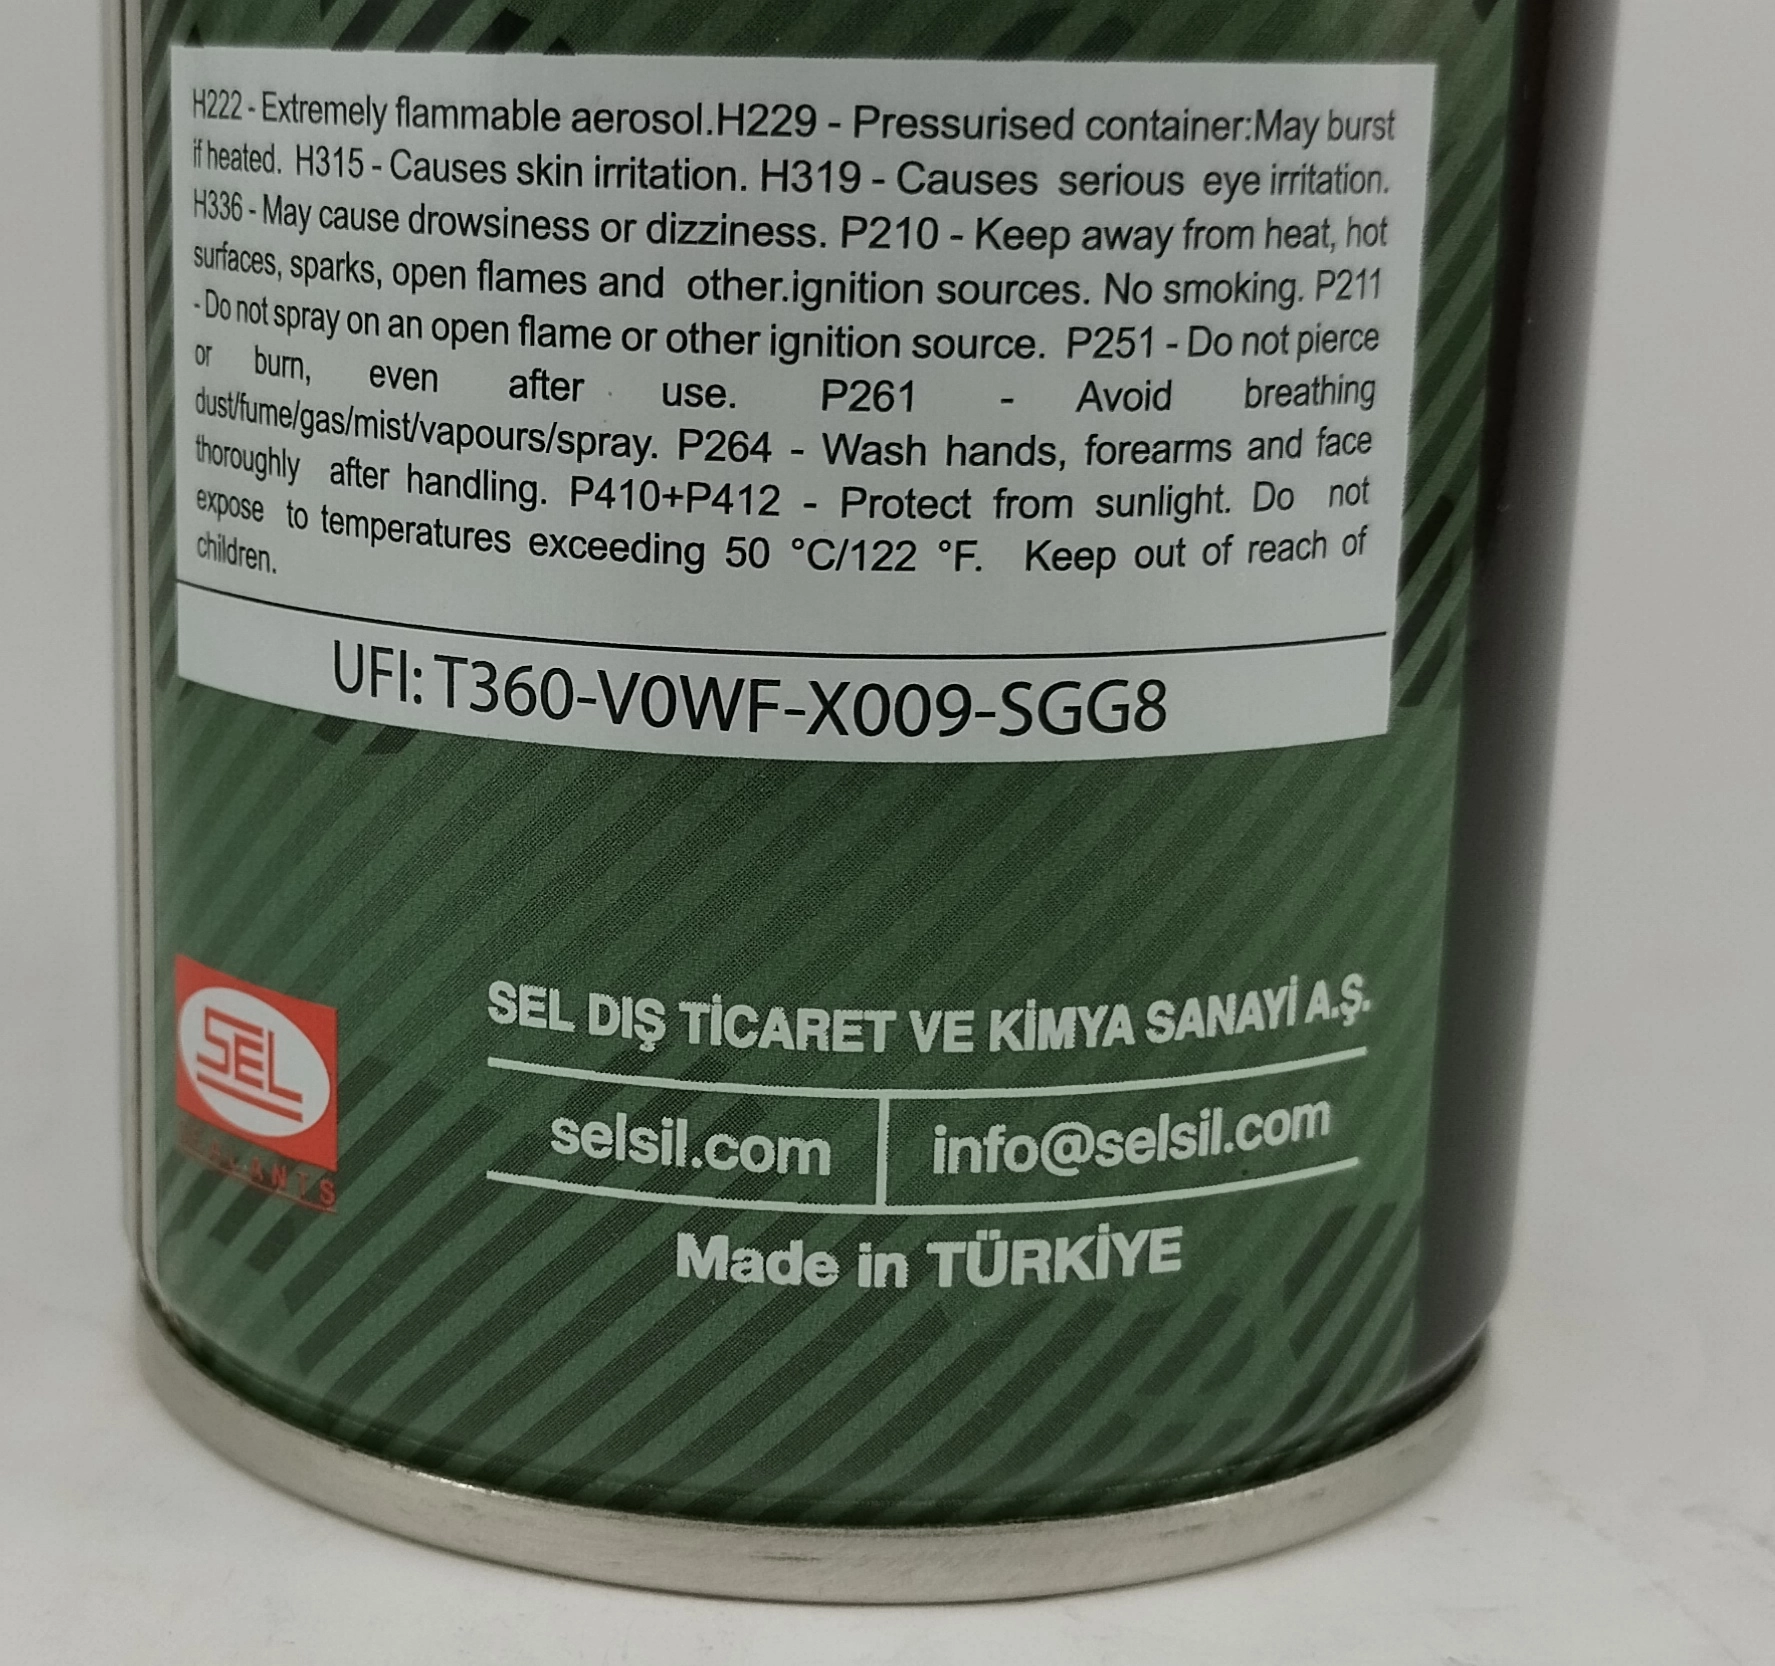 H222 - Extremely flammable aerosol.H229 - Pressurised container:May burst
if heated. H315 - Causes skin irritation. H319 - Causes serious eye irritation.
H336 - May cause drowsiness or dizziness. P210 - Keep away from heat, hot
surfaces, sparks, open flames and other.ignition sources. No smoking. P211
- Do not spray on an open flame or other ignition source. P251 - Do not pierce
or burn, even after use. P261 - Avoid breathing
dust/fume/gas/mist/vapours/spray. P264 - Wash hands, forearms and face
thoroughly after handling. P410+P412 - Protect from sunlight. Do not
expose to temperatures exceeding 50 °C/122 °F. Keep out of reach of
children.
UFI: T360-V0WF-X009-SGG8
SEL
SEALANTS
SEL DIŞ TİCARET VE KİMYA SANAYİ A.Ş.
selsil.com
info@selsil.com
Made in TÜRKİYE